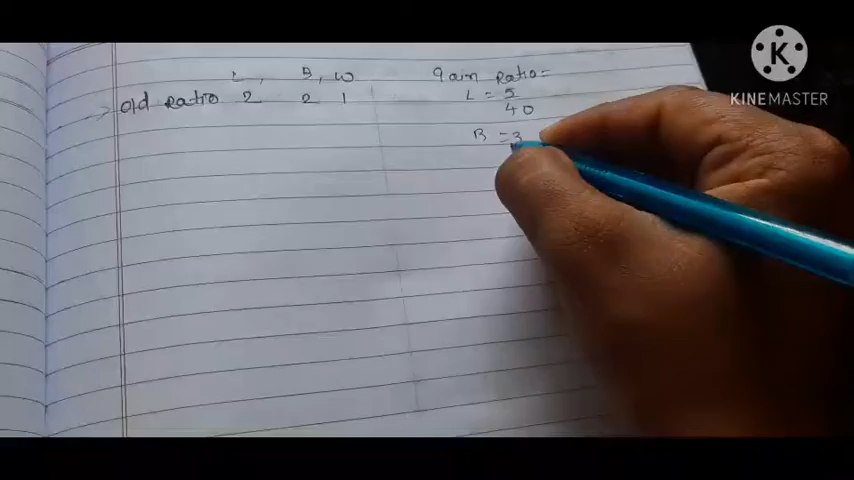 L, B, W
Old Ratio 2 2 1
Gain Ratio=
L = 5
40
B = 3
KINEMASTER